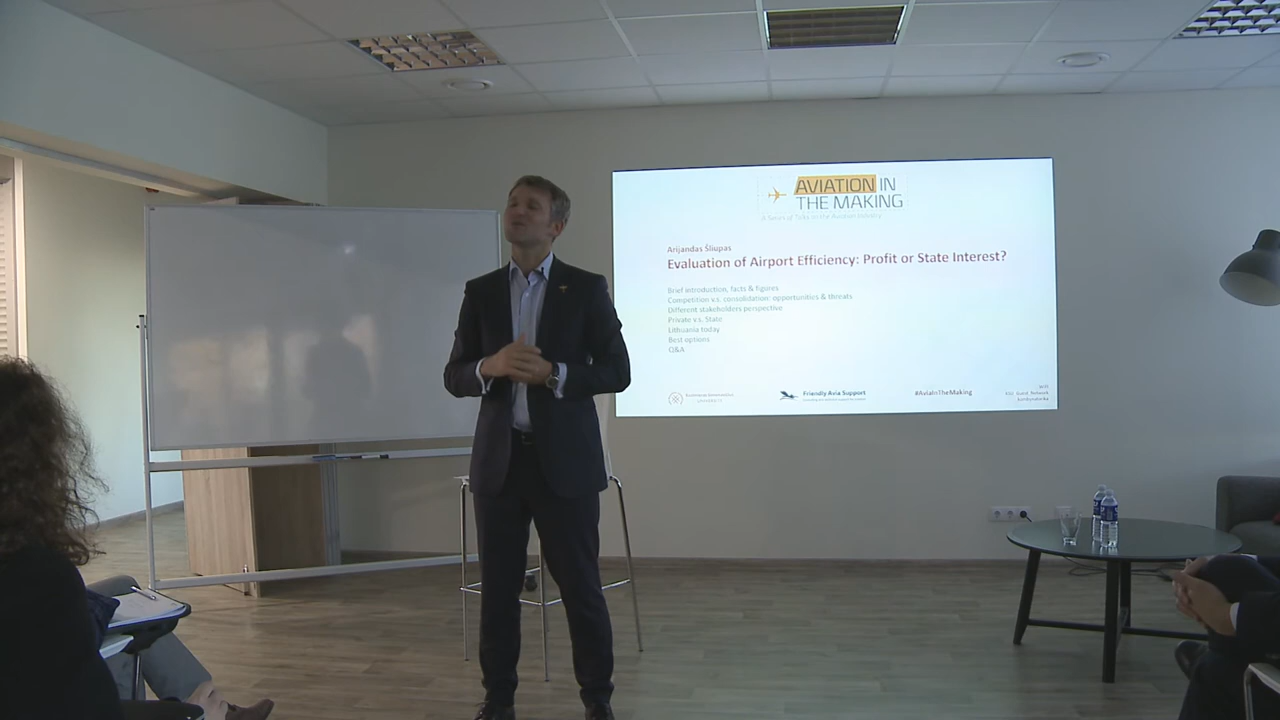 AVIATION IN
THE MAKING
A Series of Talks on the Aviation Industry
Arijandas Šliupas
Evaluation of Airport Efficiency: Profit or State Interest?
Brief introduction, facts & figures
Competition v.s. consolidation: opportunities & threats
Different stakeholders perspective
Private v.s. State
Lithuania today
Best options
Q&A
UNIVERSITY
Friendly Avia Support
#AviaInTheMaking